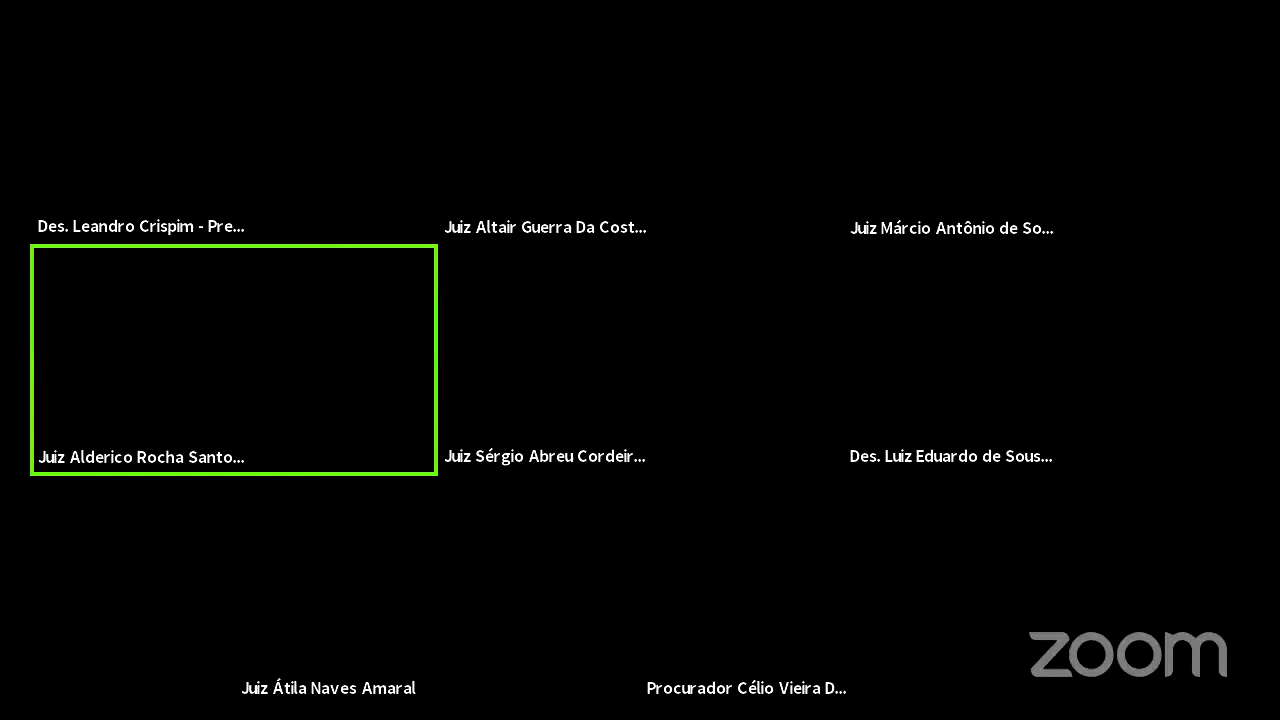 Des. Leandro Crispim - Pre...
Juiz Altair Guerra Da Cost...
Juiz Márcio Antônio de So...
Juiz Alderico Rocha Santo...
Juiz Sérgio Abreu Cordeir...
Des. Luiz Eduardo de Sous...
Juiz Átila Naves Amaral
Procurador Célio Vieira D...
zoom